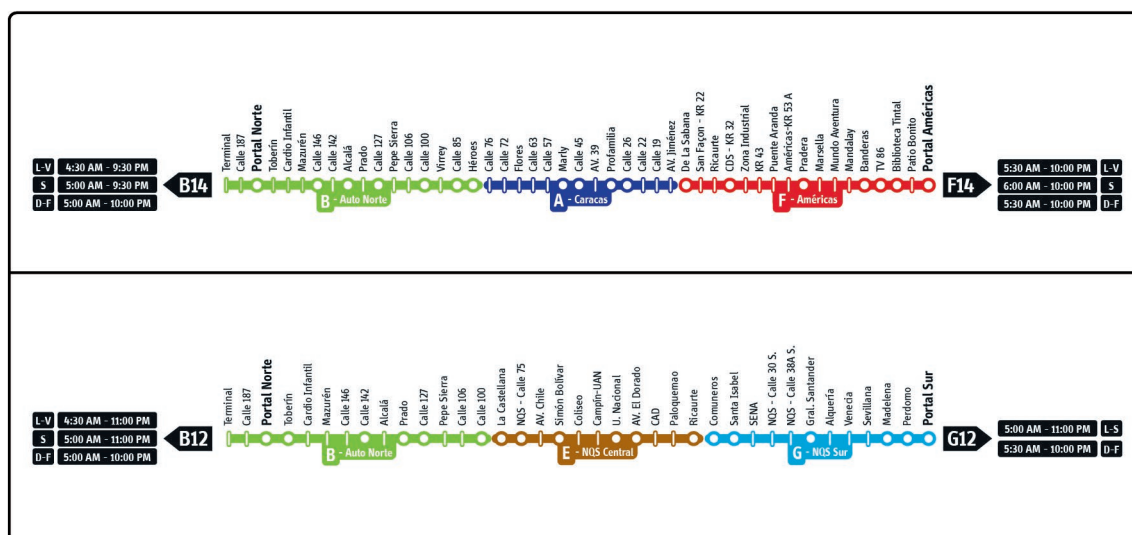 Terminal
Calle 187
Portal Norte
Toberín
Cardio Infantil
Mazurén
Calle 146
Calle 142
Alcalá
Prado
Calle 127
Pepe Sierra
Calle 106
Calle 100
Virrey
Calle 85
Héroes
Calle 76
Calle 72
Flores
Calle 63
Calle 57
Marly
Calle 45
AV. 39
Profamilia
Calle 26
Calle 22
Calle 19
AV. Jiménez
De La Sabana
San Façon - KR 22
Ricaurte
CDS - KR 32
Zona Industrial
KR 43
Puente Aranda
Américas-KR 53 A
Pradera
Marsella
Mundo Aventura
Mandalay
Banderas
TV 86
Biblioteca Tintal
Patio Bonito
Portal Américas
L-V 4:30 AM - 9:30 PM
S 5:00 AM - 9:30 PM
D-F 5:00 AM - 10:00 PM
B14
B - Auto Norte
A - Caracas
F - Américas
F14
5:30 AM - 10:00 PM L-V
6:00 AM - 10:00 PM S
5:30 AM - 10:00 PM D-F
Terminal
Calle 187
Portal Norte
Toberín
Cardio Infantil
Mazurén
Calle 146
Calle 142
Alcalá
Prado
Calle 127
Pepe Sierra
Calle 106
Calle 100
La Castellana
NQS - Calle 75
AV. Chile
Simón Bolívar
Coliseo
Campín-UAN
U. Nacional
AV. El Dorado
CAD
Paloquemao
Ricaurte
Comuneros
Santa Isabel
SENA
NQS - Calle 30 S.
NQS - Calle 38A S.
Gral. Santander
Alquería
Venecia
Sevillana
Madelena
Perdomo
Portal Sur
L-V 4:30 AM - 11:00 PM
S 5:00 AM - 11:00 PM
D-F 5:00 AM - 10:00 PM
B12
B - Auto Norte
E - NQS Central
G - NQS Sur
G12
5:00 AM - 11:00 PM L-S
5:30 AM - 10:00 PM D-F